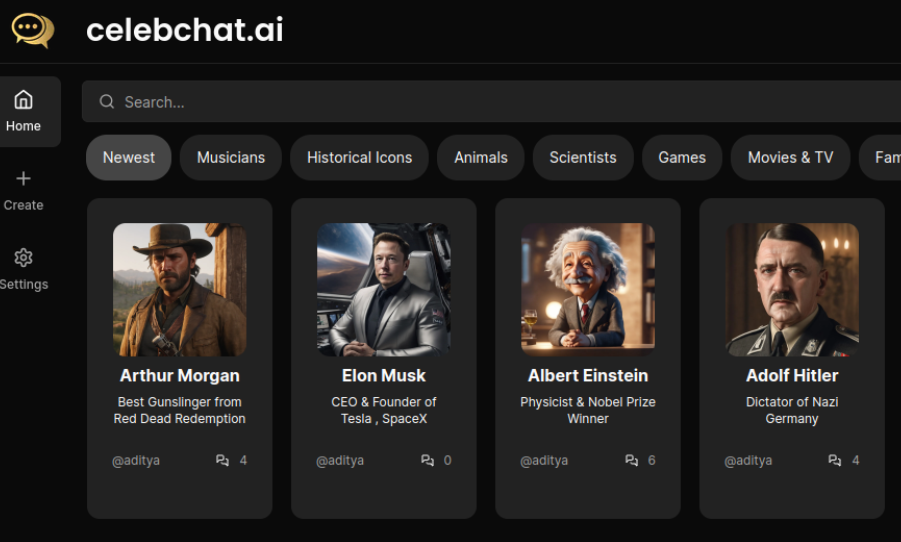 celebchat.ai
Search...
Home
Newest
Musicians
Historical Icons
Animals
Scientists
Games
Movies & TV
Fam
Create
Settings
Arthur Morgan
Best Gunslinger from
Red Dead Redemption
@aditya
4
Elon Musk
CEO & Founder of
Tesla , SpaceX
@aditya
0
Albert Einstein
Physicist & Nobel Prize
Winner
@aditya
6
Adolf Hitler
Dictator of Nazi
Germany
@aditya
4